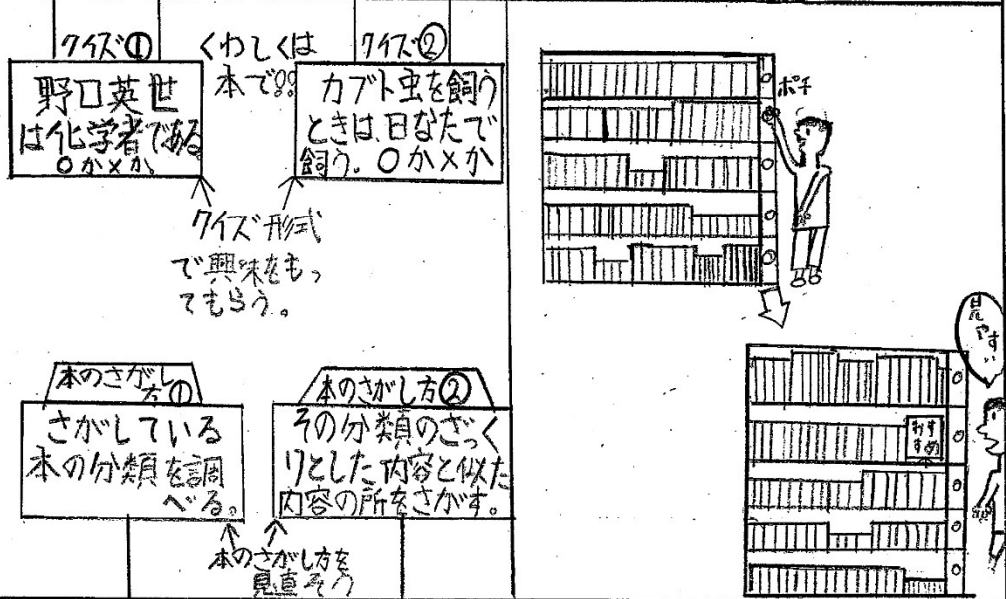 クイズ①
野口英世
は化学者である
○か×か。
くわしくは
本で!!
クイズ②
カブト虫を飼う
ときは、日なたで
飼う。○か×か
クイズ形式
で興味をもっ
てもらう。
本のさがし
方①
さがしている
本の分類を調
べる。
本のさがし方②
その分類のざっく
りとした内容と似た
内容の所をさがす。
本のさがし方を
見直そう
ポチ
見やすい
おす
すめ